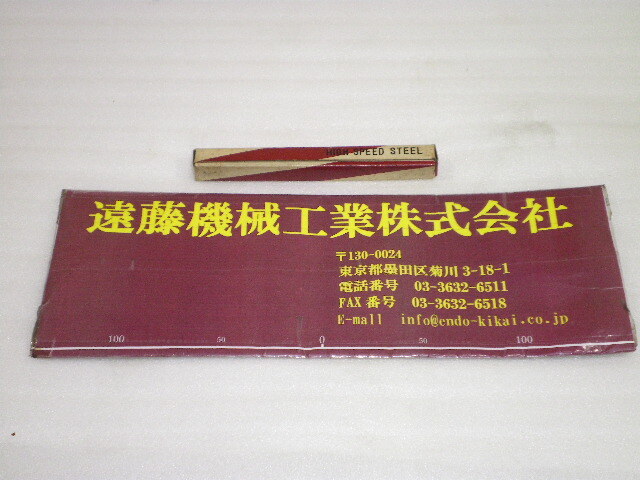 HIGH SPEED STEEL
遠藤機械工業株式会社
〒130-0024
東京都墨田区菊川 3-18-1
電話番号 03-3632-6511
FAX 番号 03-3632-6518
E-mall info@endo-kikai.co.jp
100 50 0 50 100